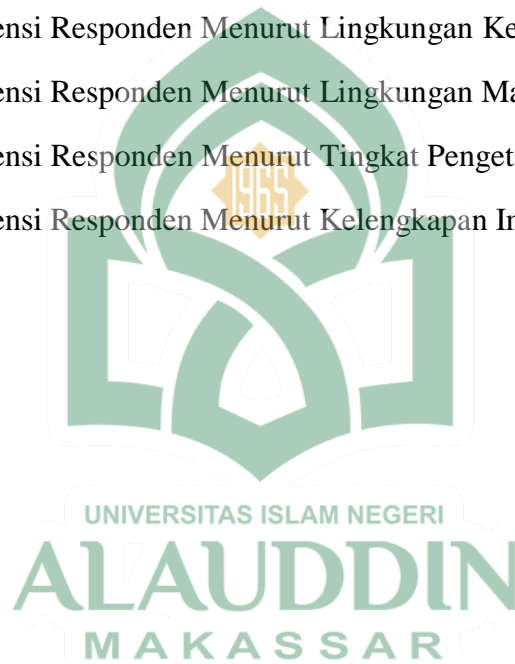 ensi Responden Menurut Lingkungan Ke
ensi Responden Menurut Lingkungan Ma
ensi Responden Menurut Tingkat Penget
1965
ensi Responden Menurut Kelengkapan In
UNIVERSITAS ISLAM NEGERI
ALAUDDIN
MAKASSAR